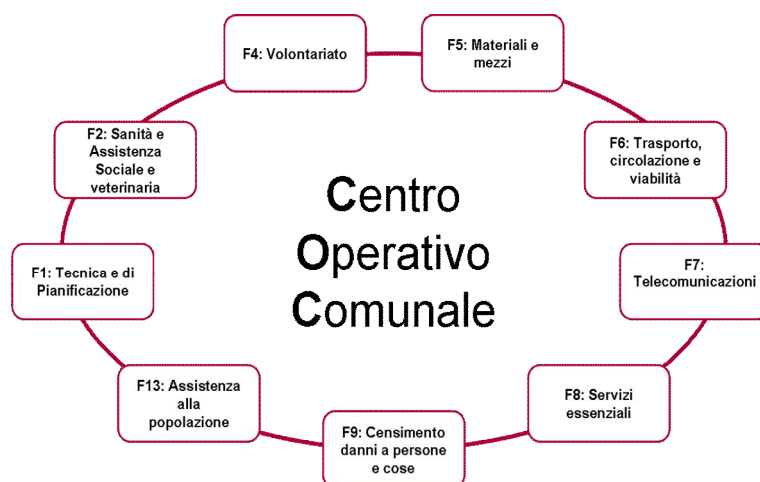 F4: Volontariato
F5: Materiali e
mezzi
F2: Sanità e
Assistenza
Sociale e
veterinaria
F6: Trasporto,
circolazione e
viabilità
Centro
Operativo
Comunale
F1: Tecnica e di
Pianificazione
F7:
Telecomunicazioni
F13: Assistenza
alla
popolazione
F8: Servizi
essenziali
F9: Censimento
danni a persone
e cose